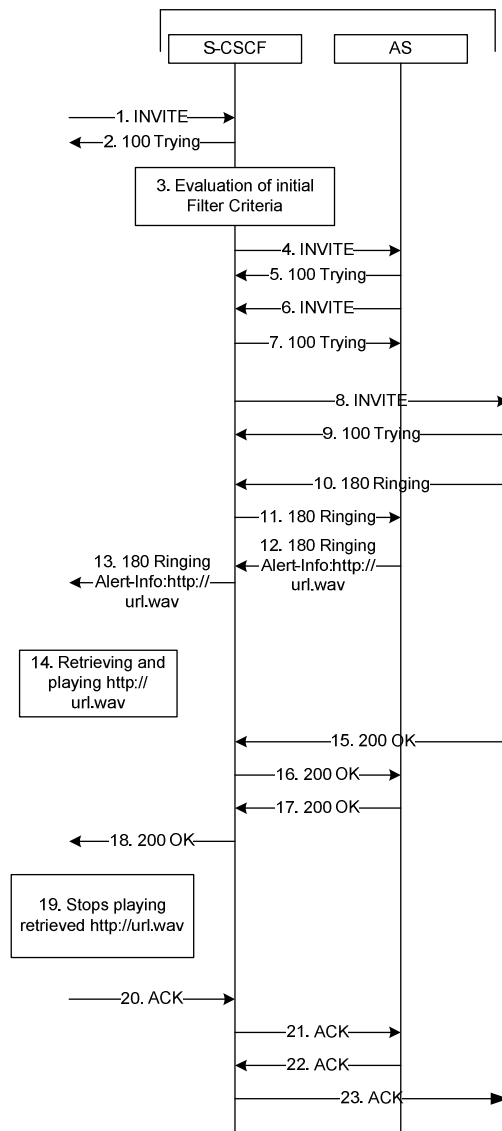 S-CSCF
AS
1. INVITE
2. 100 Trying
3. Evaluation of initial
Filter Criteria
4. INVITE
5. 100 Trying
6. INVITE
7. 100 Trying
8. INVITE
9. 100 Trying
10. 180 Ringing
11. 180 Ringing
12. 180 Ringing
Alert-Info:http://
url.wav
13. 180 Ringing
Alert-Info:http://
url.wav
14. Retrieving and
playing http://
url.wav
15. 200 OK
16. 200 OK
17. 200 OK
18. 200 OK
19. Stops playing
retrieved http://url.wav
20. ACK
21. ACK
22. ACK
23. ACK